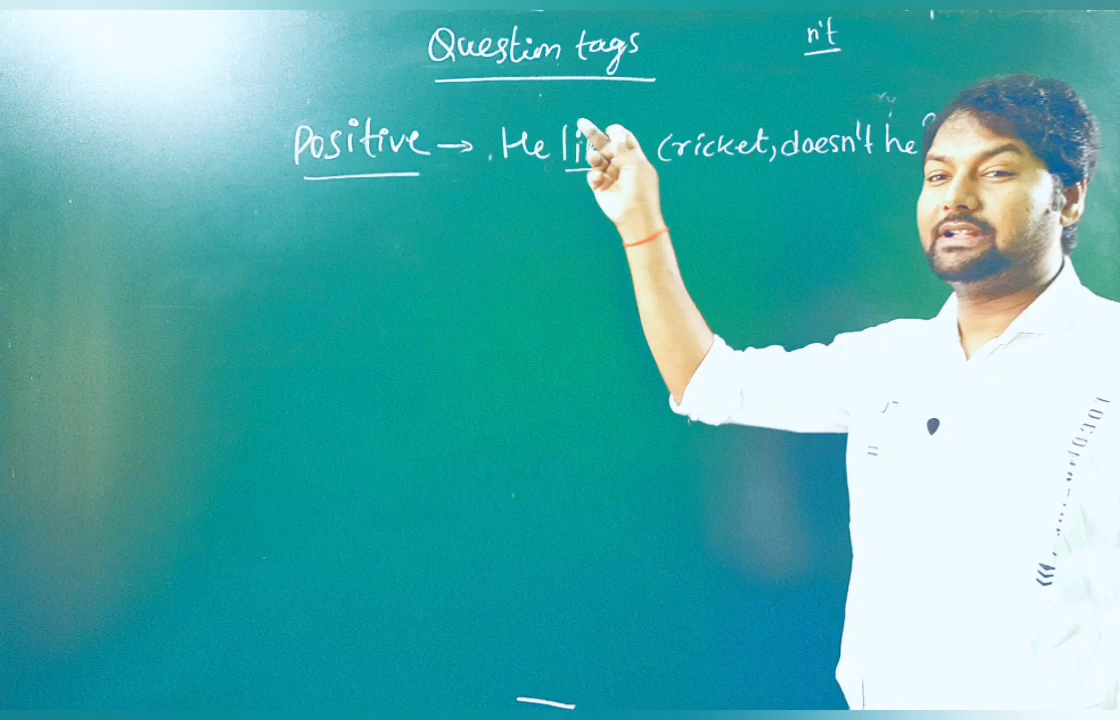 Question tags
n't
Positive → He li cricket, doesn't he